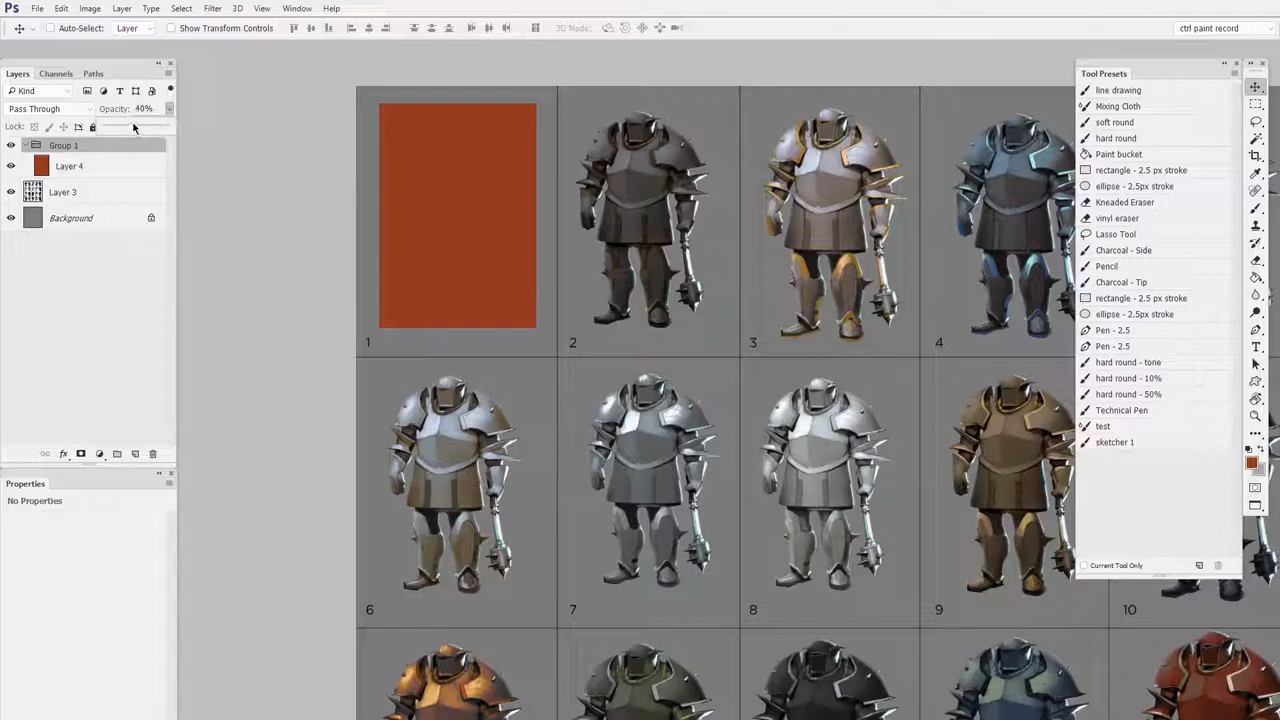 Ps File Edit Image Layer Type Select Filter 3D View Window Help
Auto-Select: Layer Show Transform Controls 3D Mode: ctrl paint record
Layers Channels Paths
Kind
Pass Through Opacity: 40%
Lock:
Group 1
Layer 4
Layer 3
Background
fx
Properties
No Properties
1
2
3
4
6
7
8
9
10
Tool Presets
line drawing
Mixing Cloth
soft round
hard round
Paint bucket
rectangle - 2.5 px stroke
ellipse - 2.5px stroke
Kneaded Eraser
vinyl eraser
Lasso Tool
Charcoal - Side
Pencil
Charcoal - Tip
rectangle - 2.5 px stroke
ellipse - 2.5px stroke
Pen - 2.5
Pen - 2.5
hard round - tone
hard round - 10%
hard round - 50%
Technical Pen
test
sketcher 1
Current Tool Only